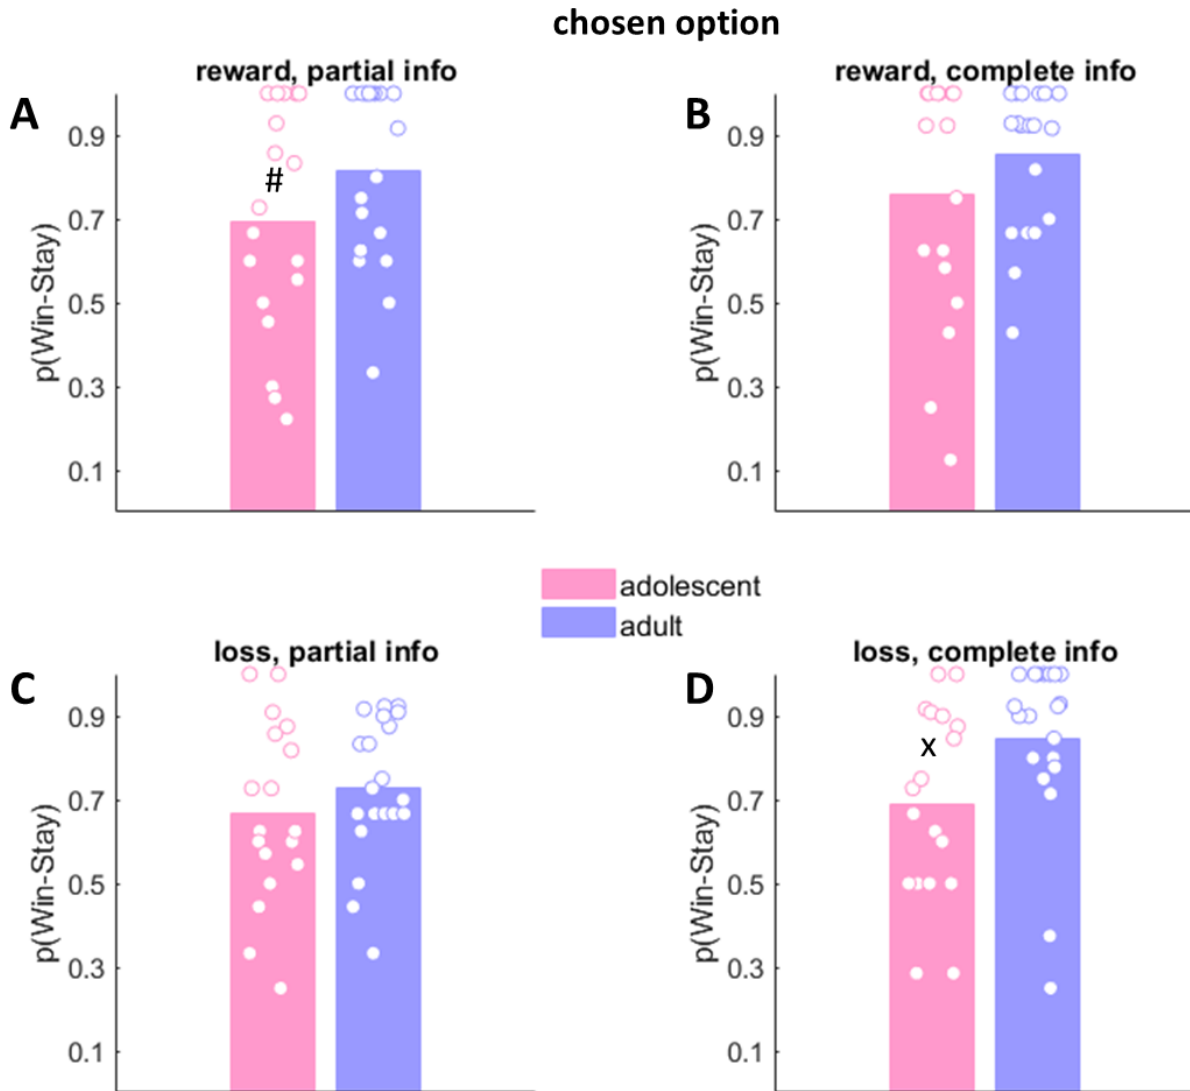 chosen option
reward, partial info
A
0.9
0.7
0.5
0.3
0.1
p(Win-Stay)
#
reward, complete info
B
0.9
0.7
0.5
0.3
0.1
p(Win-Stay)
adolescent
adult
loss, partial info
C
0.9
0.7
0.5
0.3
0.1
p(Win-Stay)
loss, complete info
D
0.9
0.7
0.5
0.3
0.1
p(Win-Stay)
x